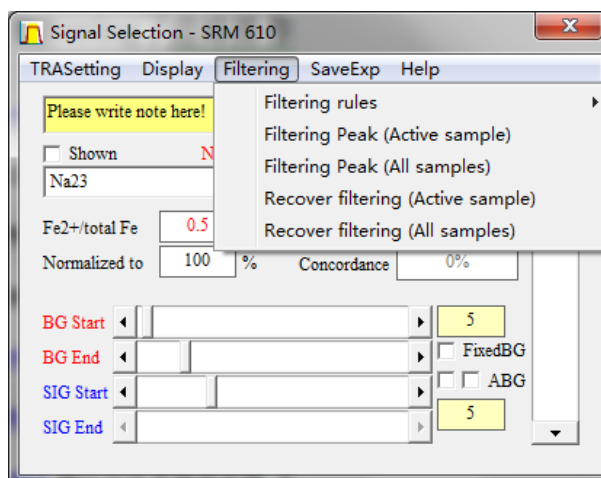 Signal Selection - SRM 610
TRASetting Display Filtering SaveExp Help
Filtering rules
Filtering Peak (Active sample)
Filtering Peak (All samples)
Recover filtering (Active sample)
Recover filtering (All samples)
Please write note here!
Shown N
Na23
Fe2+/total Fe 0.5
Normalized to 100 % Concordance 0%
BG Start 5
BG End FixedBG
SIG Start ABG
SIG End 5